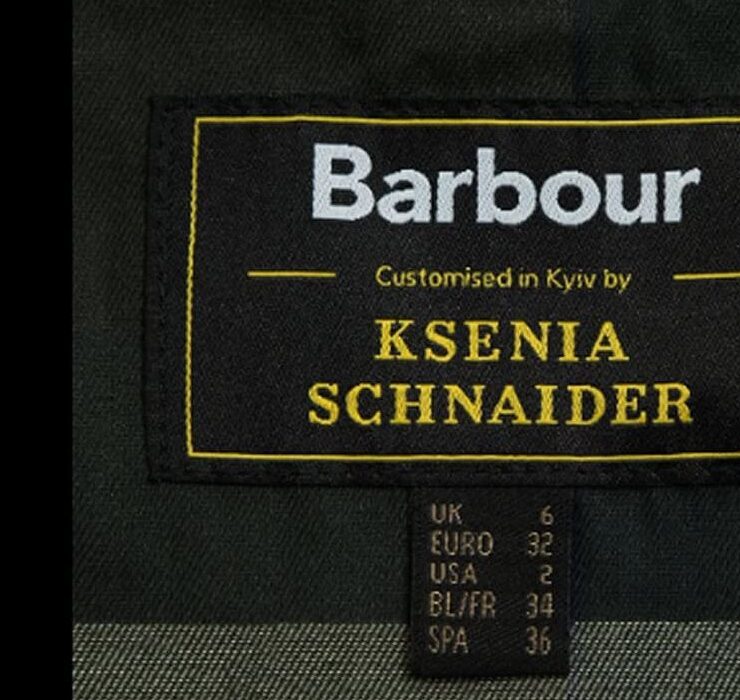 Barbour
Customised in Kyiv by
KSENIA
SCHNAIDER
UK 6
EURO 32
USA 2
BL/FR 34
SPA 36